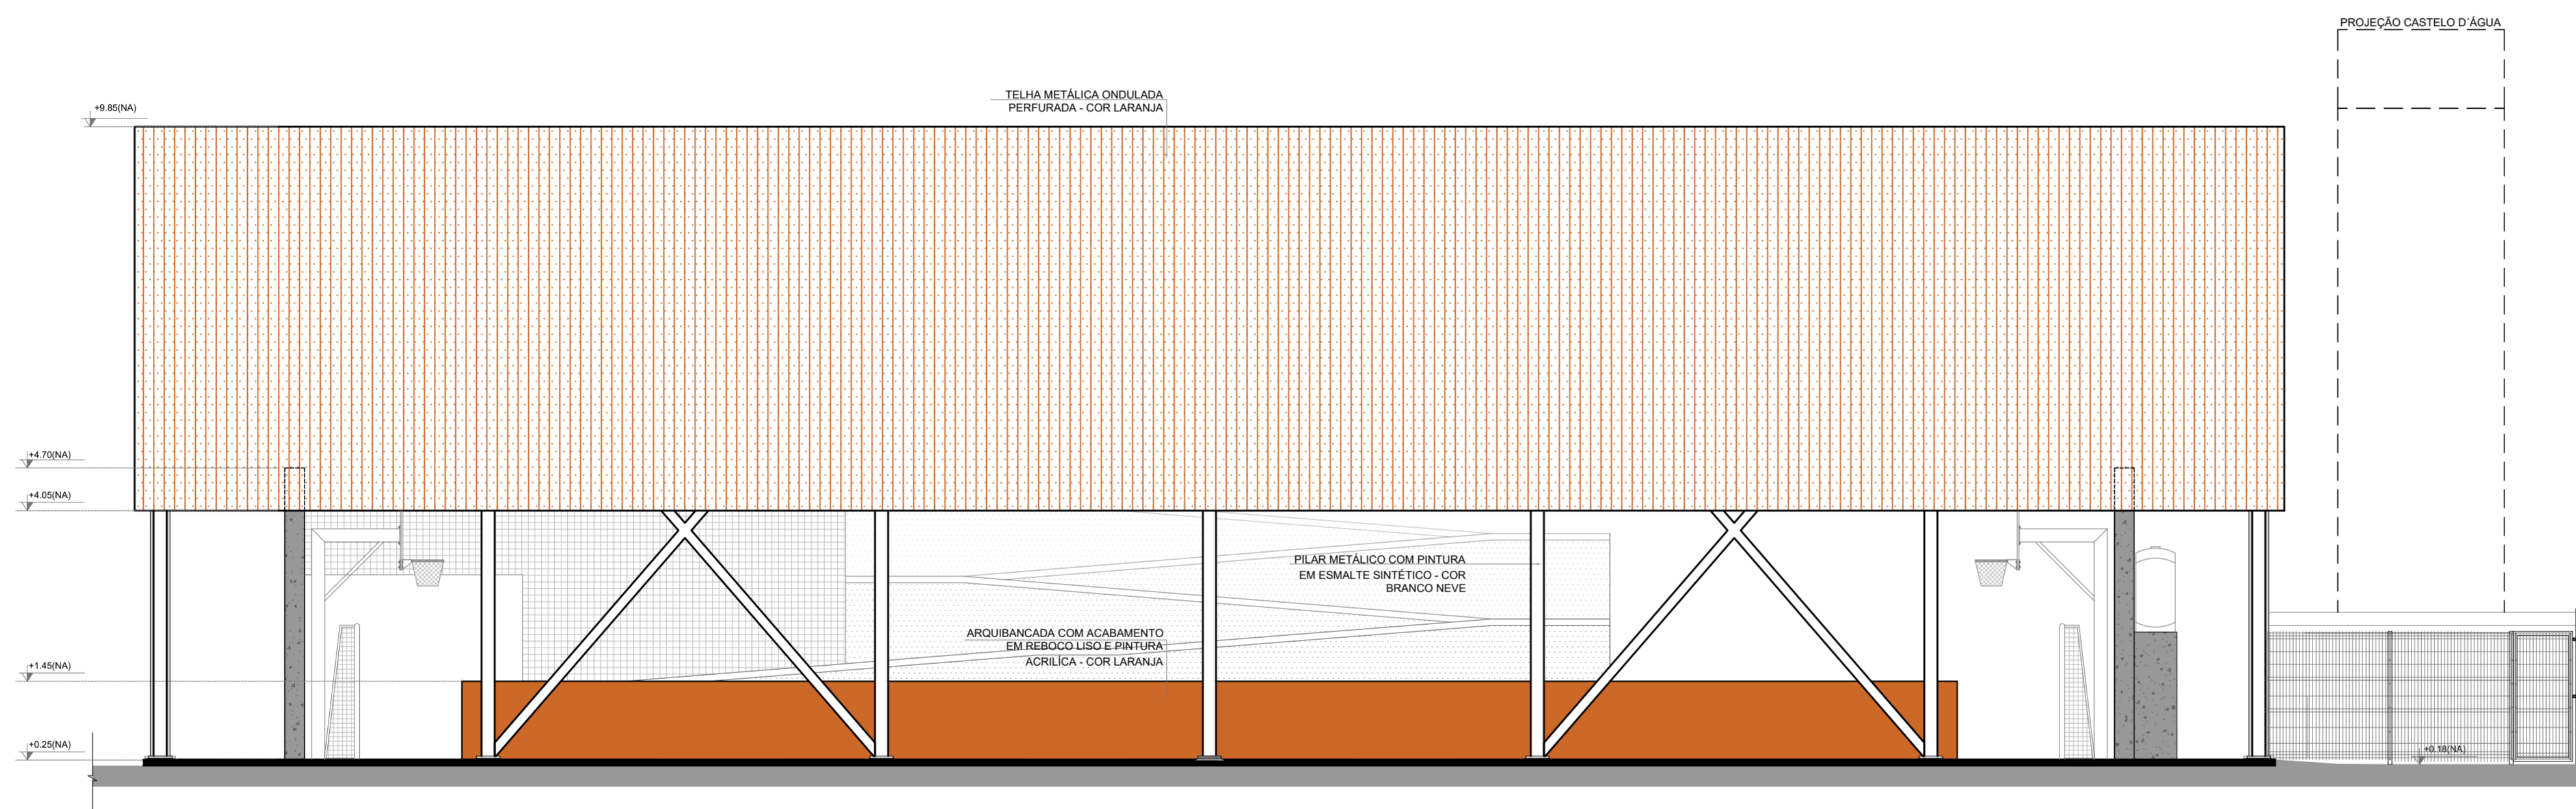 PROJEÇÃO CASTELO D´ÁGUA
TELHA METÁLICA ONDULADA
PERFURADA - COR LARANJA
+9.85(NA)
+4.70(NA)
+4.05(NA)
PILAR METÁLICO COM PINTURA
EM ESMALTE SINTÉTICO - COR
BRANCO NEVE
ARQUIBANCADA COM ACABAMENTO
EM REBOCO LISO E PINTURA
ACRILÍCA - COR LARANJA
+1.45(NA)
+0.25(NA)
+0.18(NA)